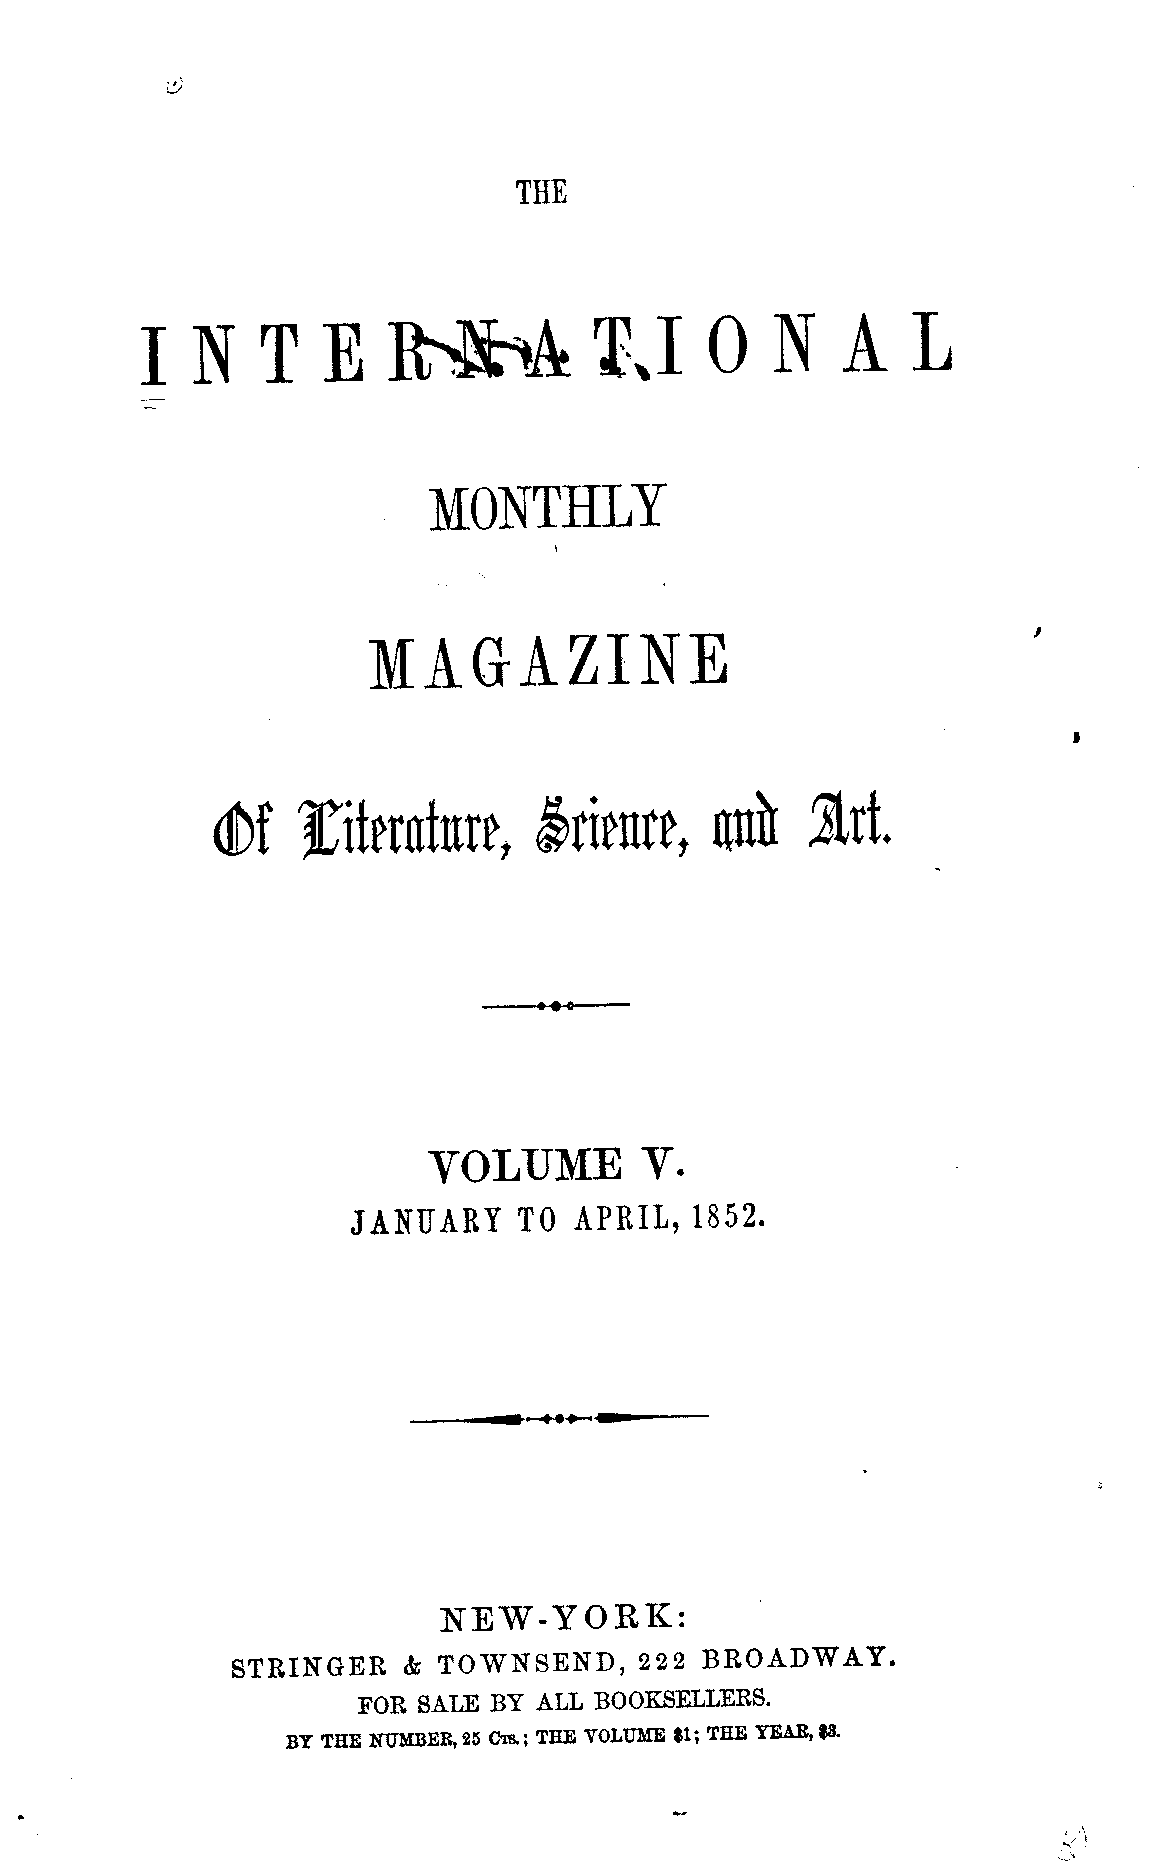 THE
INTERNATIONAL
MONTHLY
MAGAZINE
Of Literature, Science, and Art.
VOLUME V.
JANUARY TO APRIL, 1852.
NEW-YORK:
STRINGER & TOWNSEND, 222 BROADWAY.
FOR SALE BY ALL BOOKSELLERS.
BY THE NUMBER, 25 CTS.; THE VOLUME $1; THE YEAR, $3.